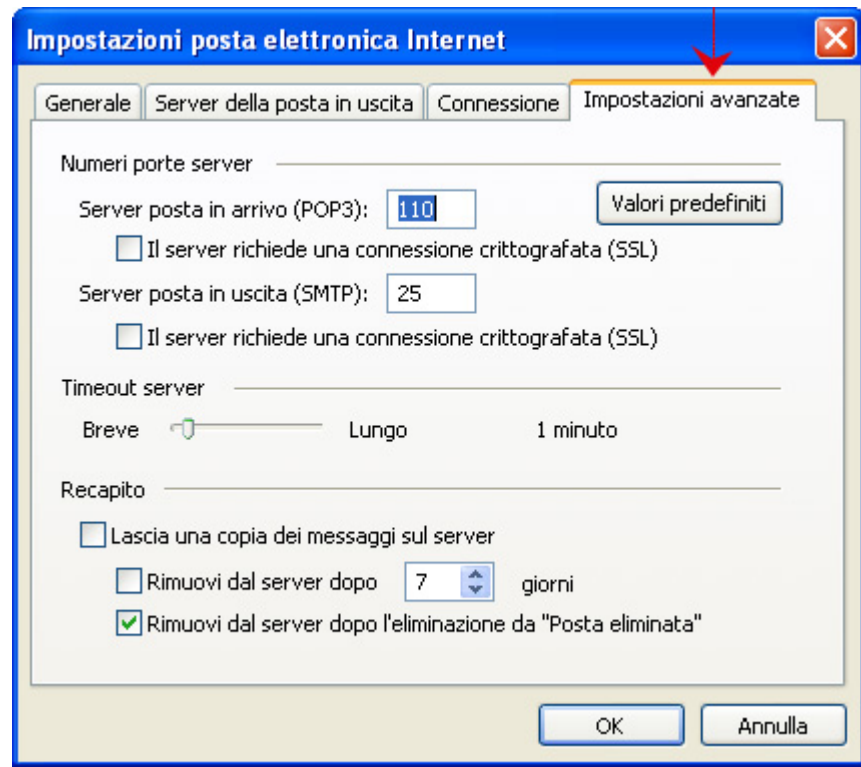 Impostazioni posta elettronica Internet
Generale Server della posta in uscita Connessione Impostazioni avanzate
Numeri porte server
Server posta in arrivo (POP3): 110 Valori predefiniti
Il server richiede una connessione crittografata (SSL)
Server posta in uscita (SMTP): 25
Il server richiede una connessione crittografata (SSL)
Timeout server
Breve Lungo 1 minuto
Recapito
Lascia una copia dei messaggi sul server
Rimuovi dal server dopo 7 giorni
Rimuovi dal server dopo l'eliminazione da "Posta eliminata"
OK Annulla